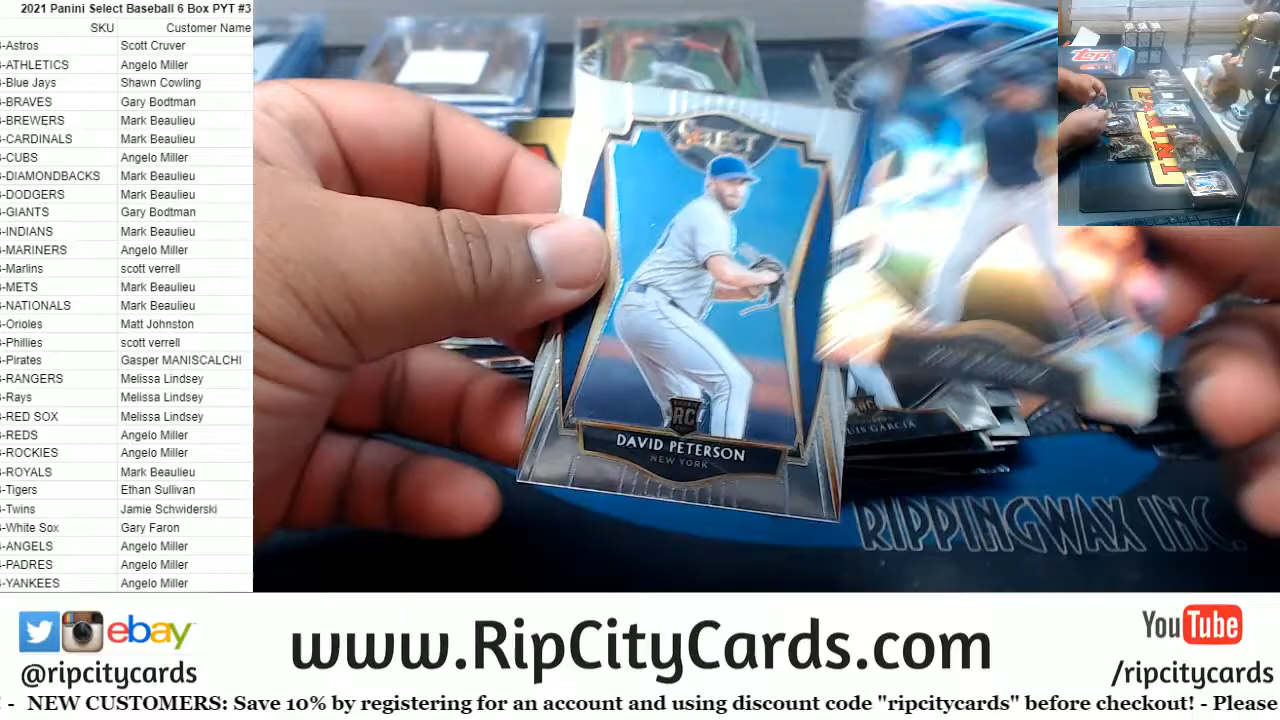 2021 Panini Select Baseball 6 Box PYT #3
SKU Customer Name
-Astros Scott Cruver
-ATHLETICS Angelo Miller
-Blue Jays Shawn Cowling
-BRAVES Gary Bodtman
-BREWERS Mark Beaulieu
-CARDINALS Mark Beaulieu
-CUBS Angelo Miller
-DIAMONDBACKS Mark Beaulieu
-DODGERS Mark Beaulieu
-GIANTS Gary Bodtman
-INDIANS Mark Beaulieu
-MARINERS Angelo Miller
-Marlins scott verrell
-METS Mark Beaulieu
-NATIONALS Mark Beaulieu
-Orioles Matt Johnston
-Phillies scott verrell
-Pirates Gasper MANISCALCHI
-RANGERS Melissa Lindsey
-Rays Melissa Lindsey
-RED SOX Melissa Lindsey
-REDS Angelo Miller
-ROCKIES Angelo Miller
-ROYALS Mark Beaulieu
-Tigers Ethan Sullivan
-Twins Jamie Schwiderski
-White Sox Gary Faron
-ANGELS Angelo Miller
-PADRES Angelo Miller
-YANKEES Angelo Miller
SELECT
RC
DAVID PETERSON
NEW YORK
RC
UIS GARCIA
topps
PANINI
RIPPINGWAX INC.
ebay
@ripcitycards
www.RipCityCards.com
YouTube
/ripcitycards
- NEW CUSTOMERS: Save 10% by registering for an account and using discount code "ripcitycards" before checkout! - Please